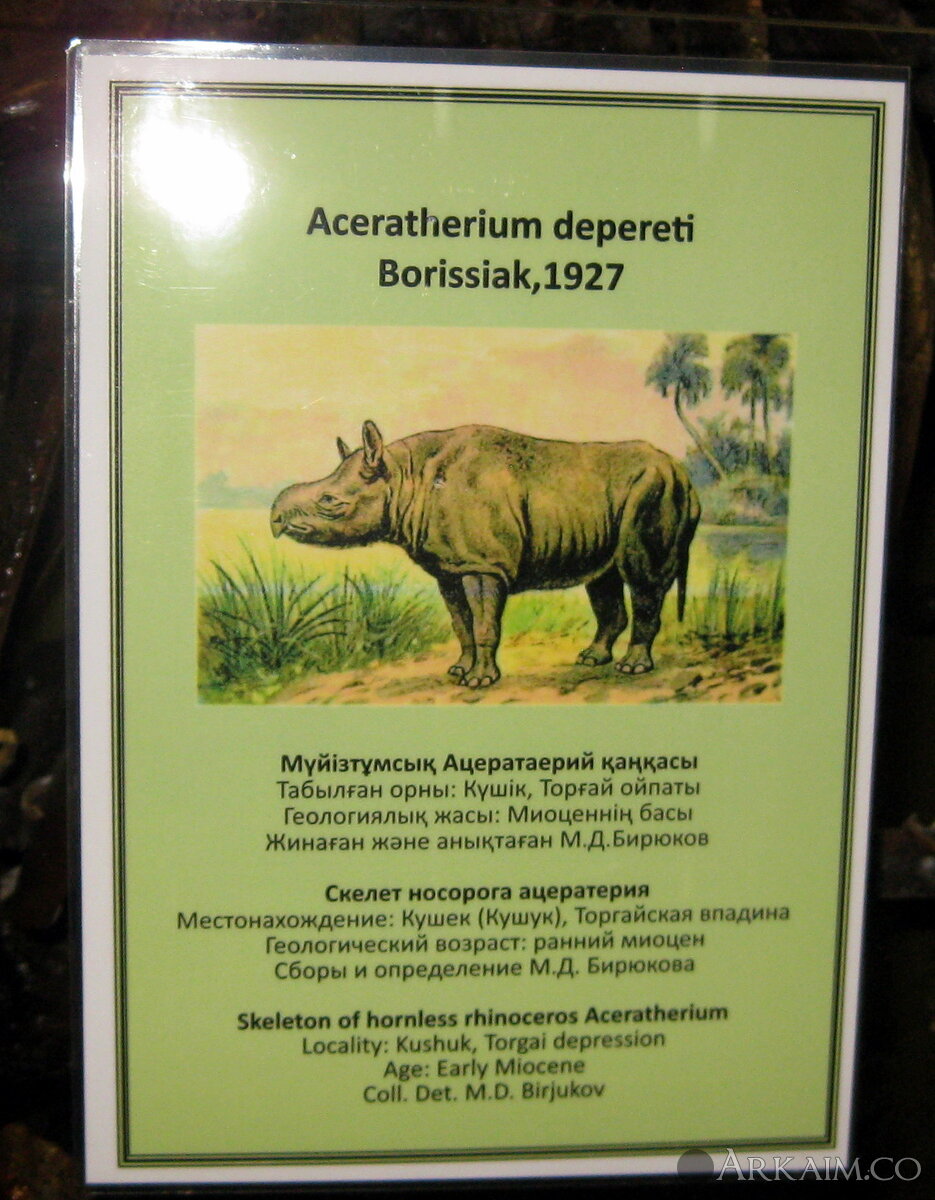 Aceratherium depereti
Borissiak,1927
Мүйізтұмсық Ацератаерий қаңқасы
Табылған орны: Күшік, Торғай ойпаты
Геологиялық жасы: Миоценнің басы
Жинаған және анықтаған М.Д.Бирюков
Скелет носорога ацератерия
Местонахождение: Кушек (Кушук), Торгайская впадина
Геологический возраст: ранний миоцен
Сборы и определение М.Д. Бирюкова
Skeleton of hornless rhinoceros Aceratherium
Locality: Kushuk, Torgai depression
Age: Early Miocene
Coll. Det. M.D. Birjukov
ARKAIM.CO